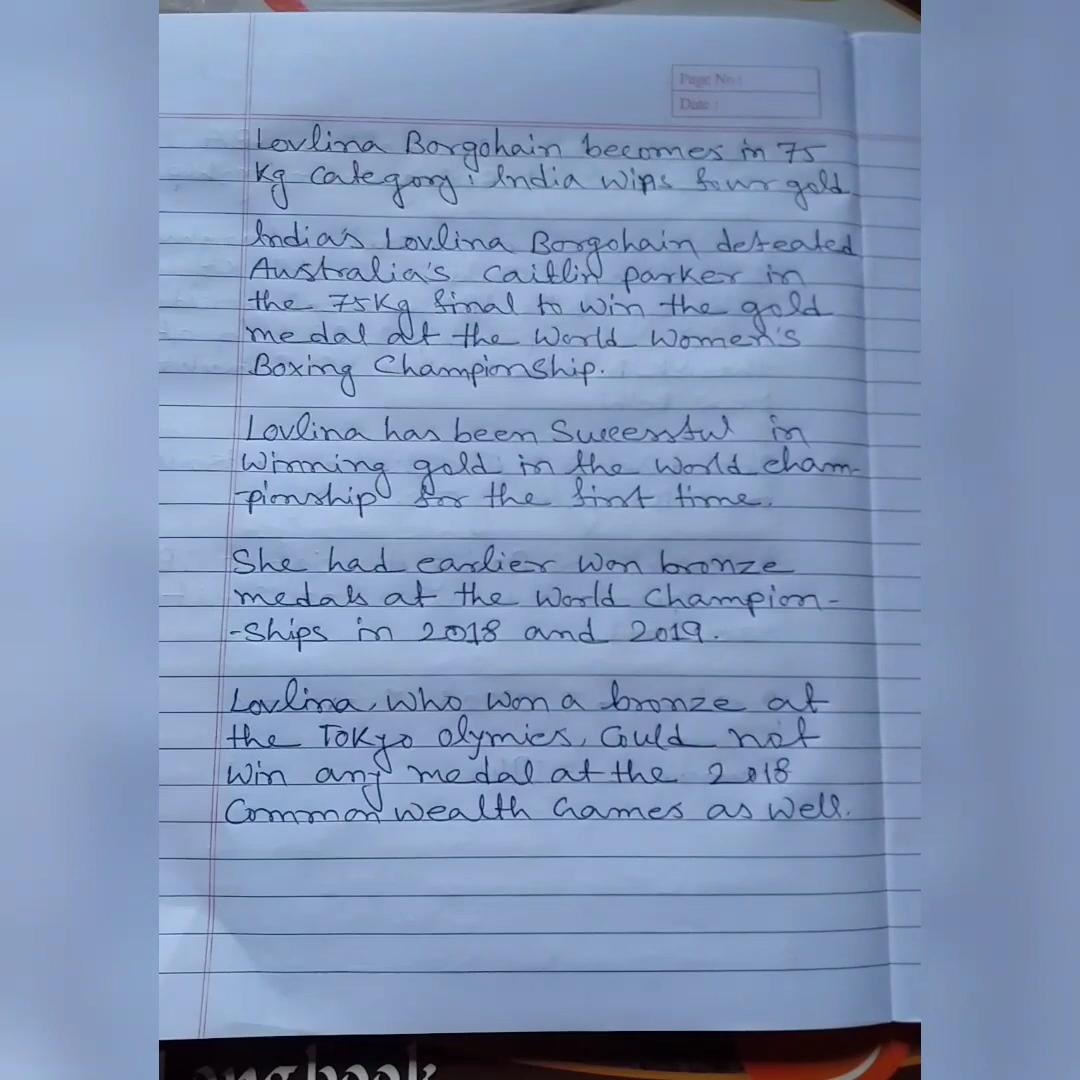 Page No :
Date :
Lovlina Borgohain becomes in 75
Kg Category: India wips four gold
India's Lovlina Borgohain defeated
Australia's Caitlin parker in
the 75Kg final to win the gold
medal at the World Women's
Boxing Championship.
Lovlina has been Successful in
Winning gold in the world cham-
-pionship for the first time.
She had earlier won bronze
medals at the World Champion-
-ships in 2018 and 2019.
Lovlina, Who won a bronze at
the Tokyo olymics, Could not
win any medal at the 2018
Common wealth Games as well.